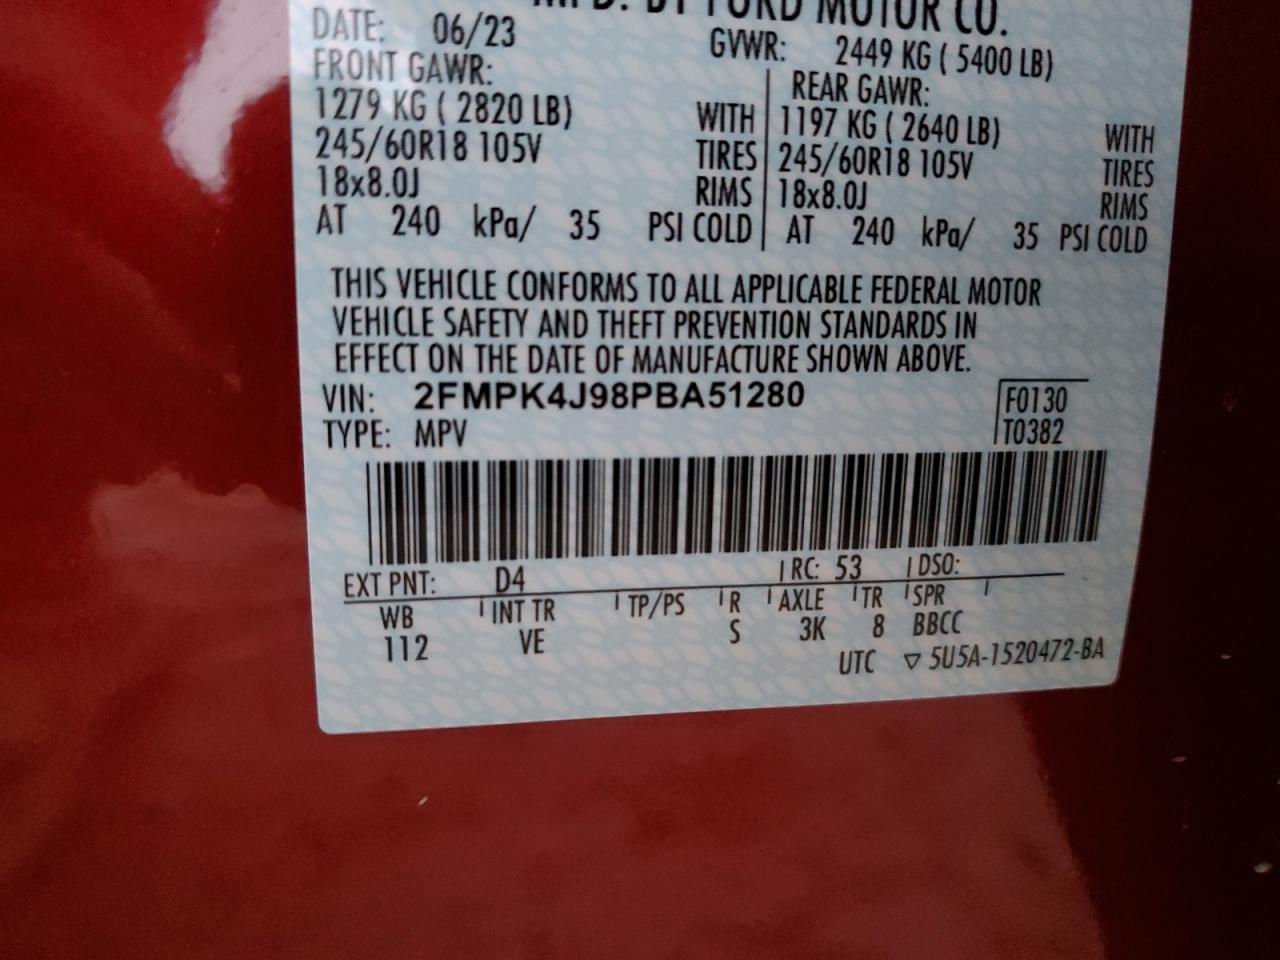 MFD. BY FORD MOTOR CO.
DATE: 06/23 GVWR: 2449 KG ( 5400 LB)
FRONT GAWR: REAR GAWR:
1279 KG ( 2820 LB) WITH 1197 KG ( 2640 LB) WITH
245/60R18 105V TIRES 245/60R18 105V TIRES
18x8.0J RIMS 18x8.0J RIMS
AT 240 kPa/ 35 PSI COLD AT 240 kPa/ 35 PSI COLD
THIS VEHICLE CONFORMS TO ALL APPLICABLE FEDERAL MOTOR
VEHICLE SAFETY AND THEFT PREVENTION STANDARDS IN
EFFECT ON THE DATE OF MANUFACTURE SHOWN ABOVE.
VIN: 2FMPK4J98PBA51280 F0130
TYPE: MPV T0382
EXT PNT: D4 RC: 53 DSO:
WB INT TR TP/PS R AXLE TR SPR
112 VE S 3K 8 BBCC
UTC ▽ 5U5A-1520472-BA